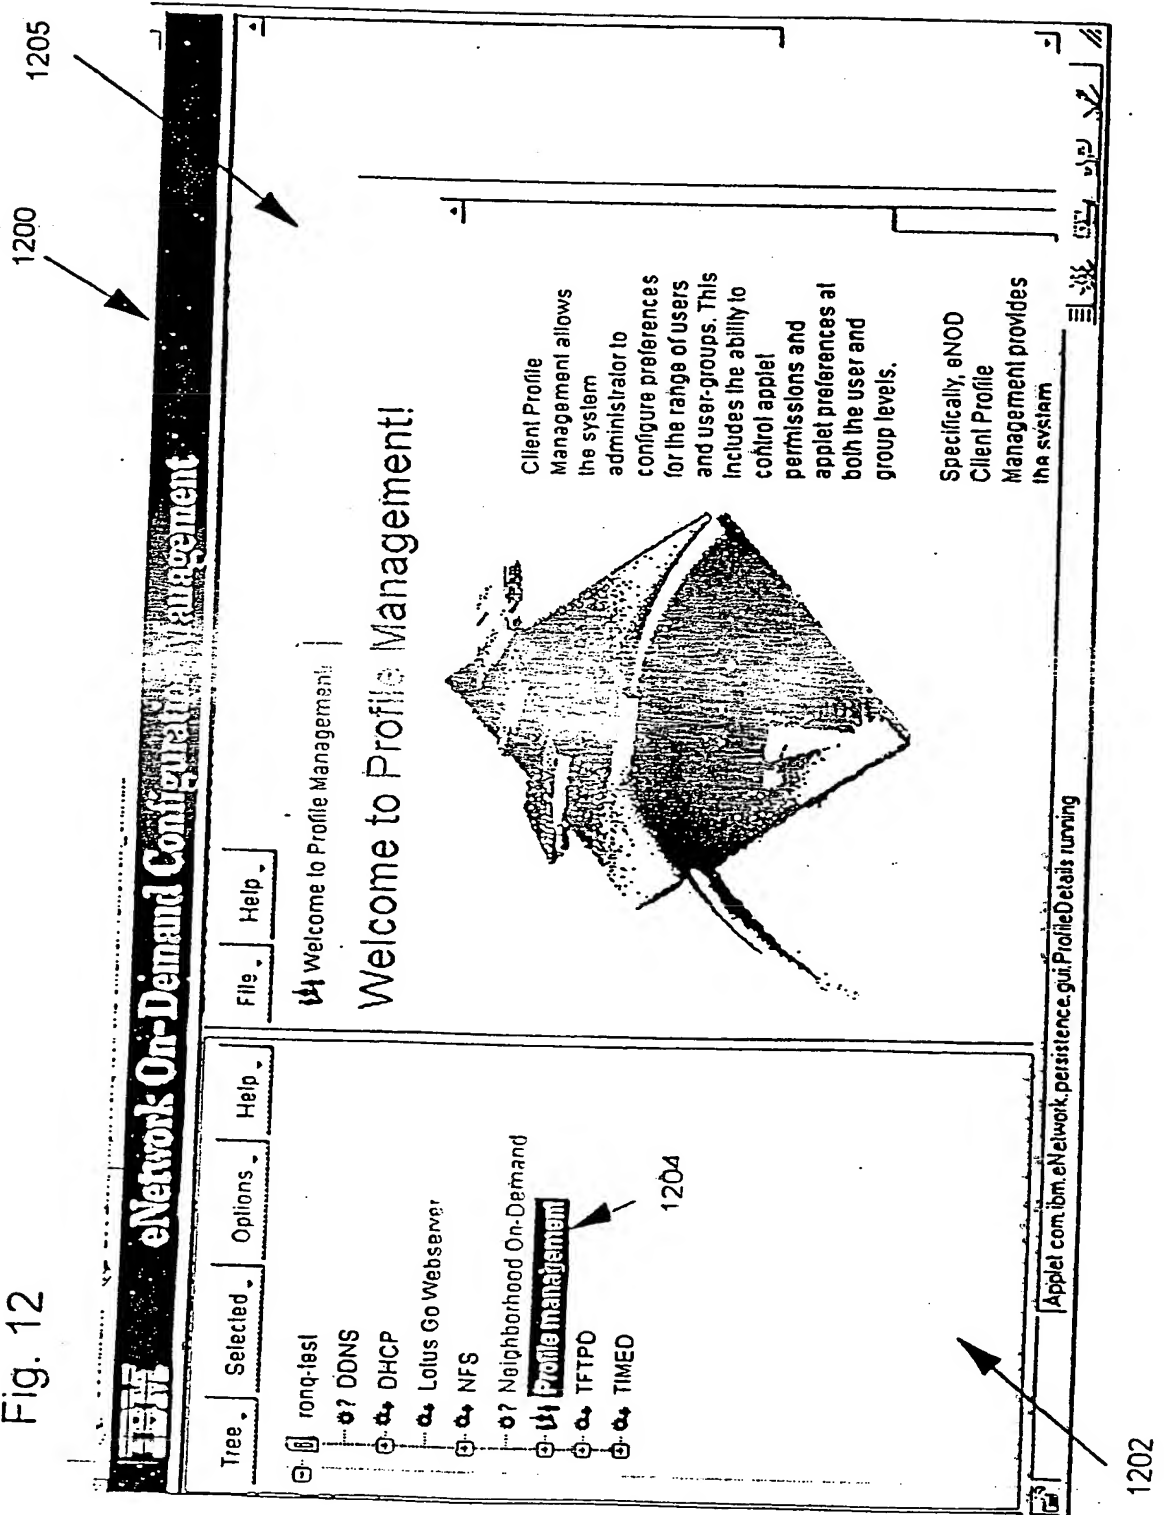 Fig. 12
1200
1205
IBM
eNetwork On-Demand Configuration Management
Tree
Selected
Options
Help
File
Help
ronq-test
? DDNS
DHCP
Lotus Go Webserver
NFS
? Neighborhood On-Demand
Profile management
TFTPD
TIMED
1204
1202
Welcome to Profile Management
Welcome to Profile Management!
Client Profile
Management allows
the system
administrator to
configure preferences
for the range of users
and user-groups. This
includes the ability to
control applet
permissions and
applet preferences at
both the user and
group levels.
Specifically, eNOD
Client Profile
Management provides
the system
Applet com.ibm.eNetwork.persistence.gui.ProfileDetails running